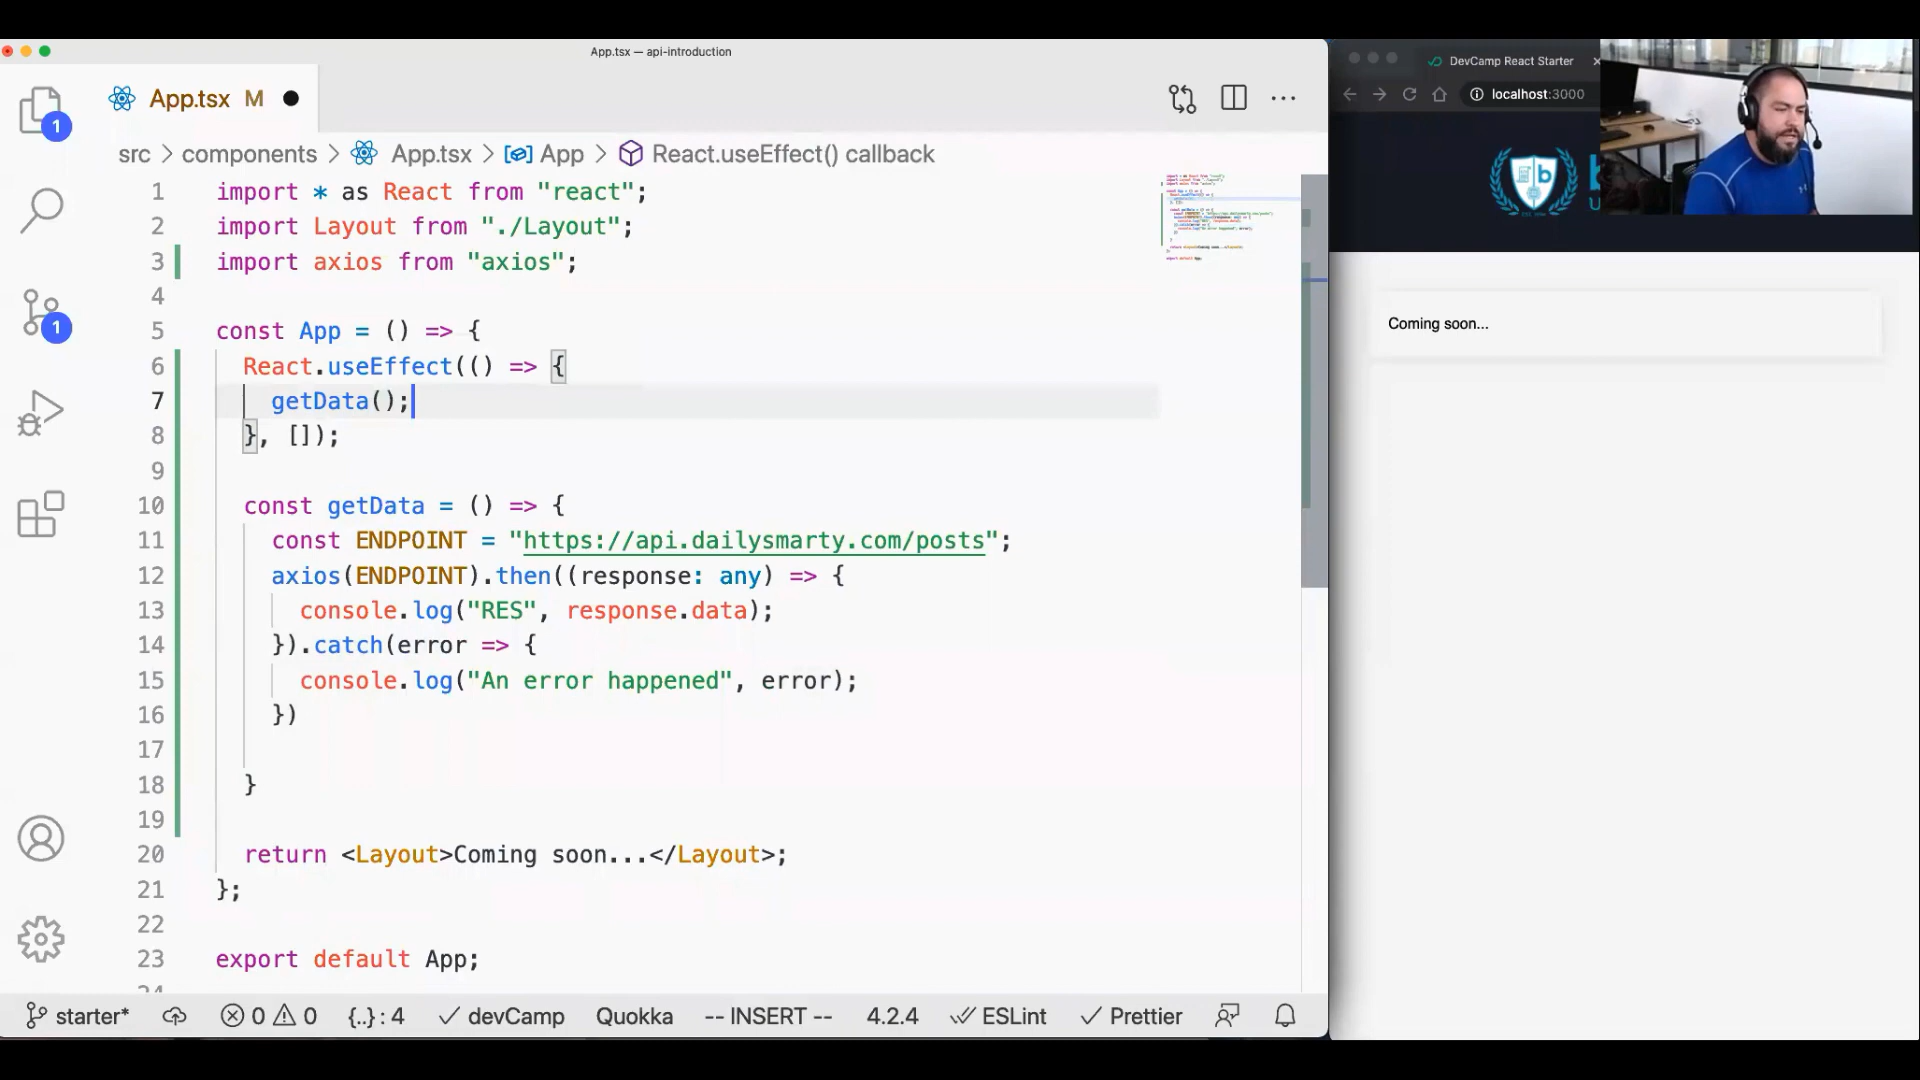 App.tsx — api-introduction
App.tsx M
src > components > App.tsx > App > React.useEffect() callback
1 import * as React from "react";
2 import Layout from "./Layout";
3 import axios from "axios";
4
5 const App = () => {
6 React.useEffect(() => {
7 getData();
8 }, []);
9
10 const getData = () => {
11 const ENDPOINT = "https://api.dailysmarty.com/posts";
12 axios(ENDPOINT).then((response: any) => {
13 console.log("RES", response.data);
14 }).catch(error => {
15 console.log("An error happened", error);
16 })
17
18 }
19
20 return <Layout>Coming soon...</Layout>;
21 };
22
23 export default App;
24
1
1
starter* 0 0 {..} : 4 devCamp Quokka -- INSERT -- 4.2.4 ESLint Prettier
DevCamp React Starter
localhost:3000
b
Coming soon...